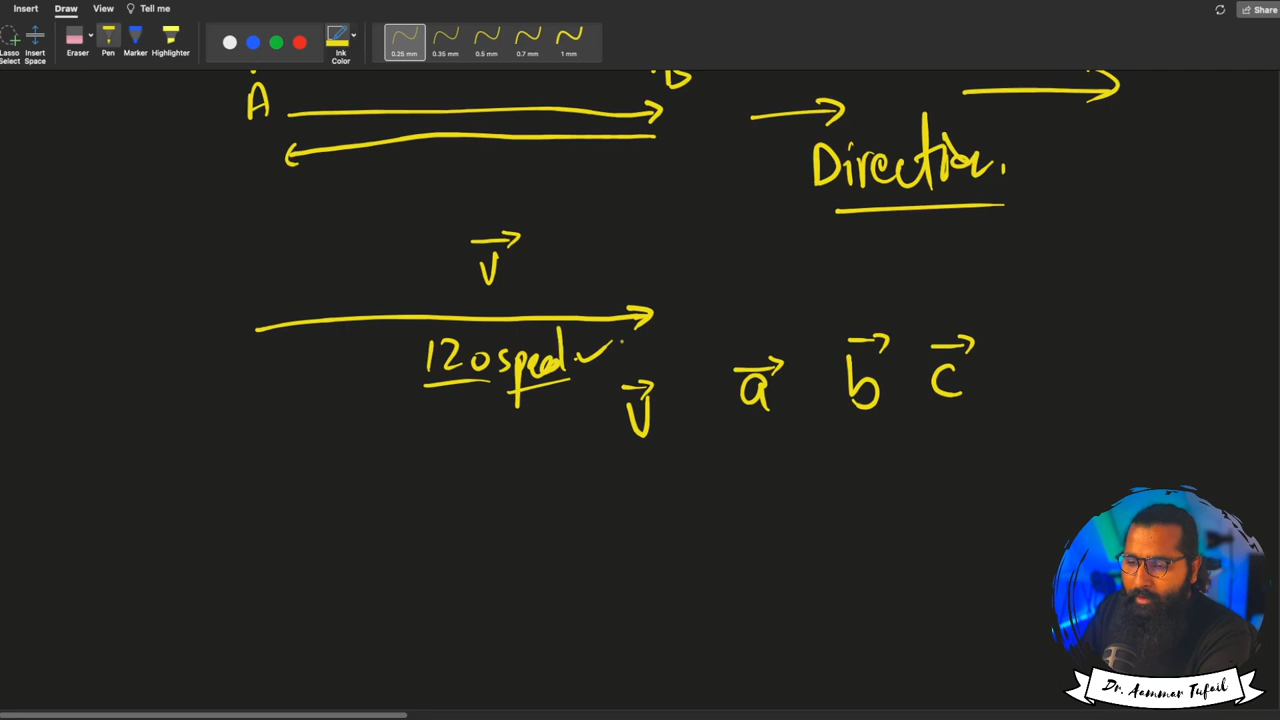 Insert Draw View Tell me
Share
Lasso Select
Insert Space
Eraser
Pen
Marker
Highlighter
Ink Color
0.25 mm
0.35 mm
0.5 mm
0.7 mm
1 mm
A
B
Direction.
v
120 speed
v a b c
Dr. Aammar Tufail